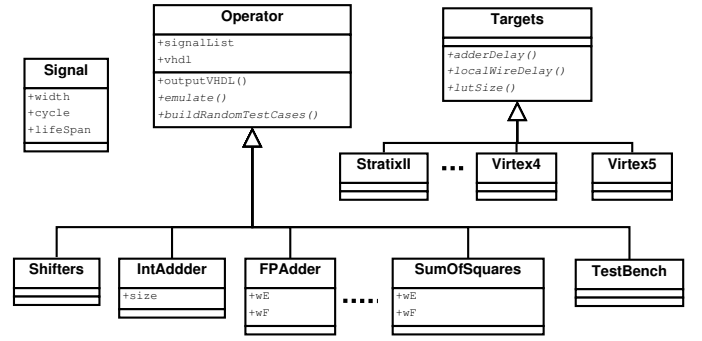 Operator
+signalList
+vhdl
+outputVHDL()
+emulate()
+buildRandomTestCases()
Targets
+adderDelay()
+localWireDelay()
+lutSize()
Signal
+width
+cycle
+lifeSpan
StratixII
...
Virtex4
Virtex5
Shifters
IntAddder
+size
FPAdder
+wE
+wF
.....
SumOfSquares
+wE
+wF
TestBench